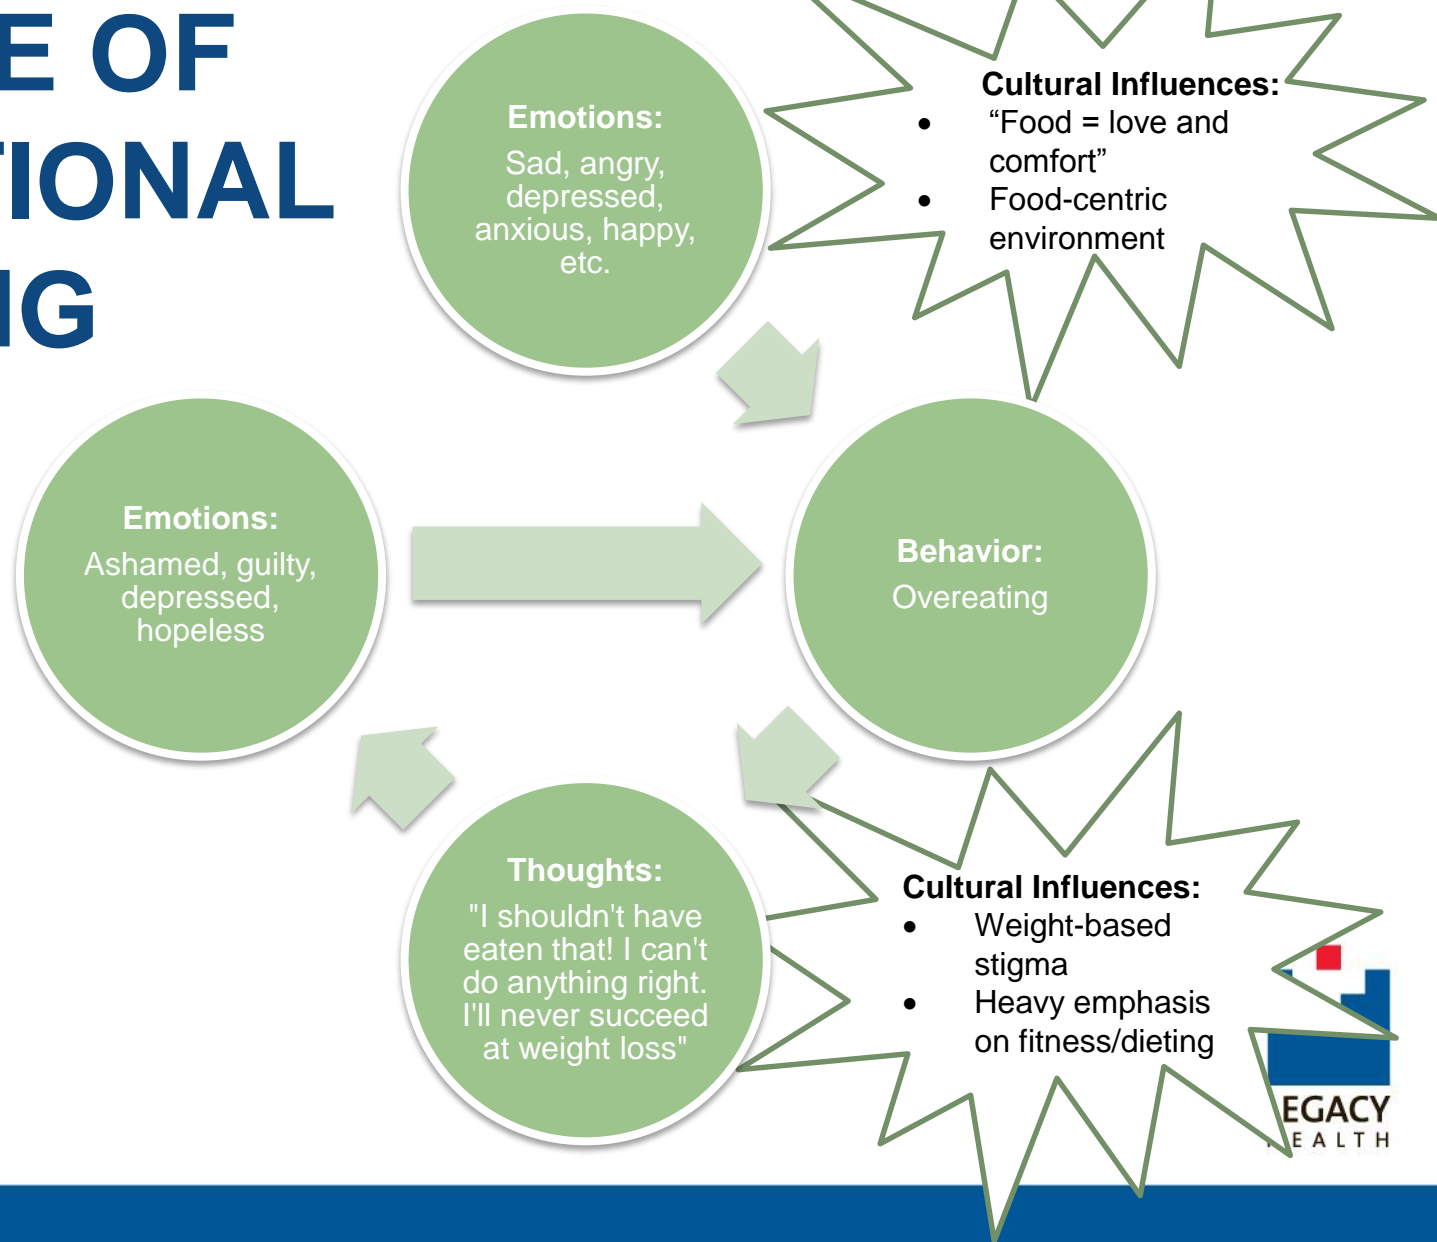 E OF
TIONAL
NG
Emotions:
Sad, angry,
depressed,
anxious, happy,
etc.
Cultural Influences:
• “Food = love and
comfort”
• Food-centric
environment
Emotions:
Ashamed, guilty,
depressed,
hopeless
Behavior:
Overeating
Thoughts:
"I shouldn't have
eaten that! I can't
do anything right.
I'll never succeed
at weight loss"
Cultural Influences:
• Weight-based
stigma
• Heavy emphasis
on fitness/dieting
EGACY
EALTH